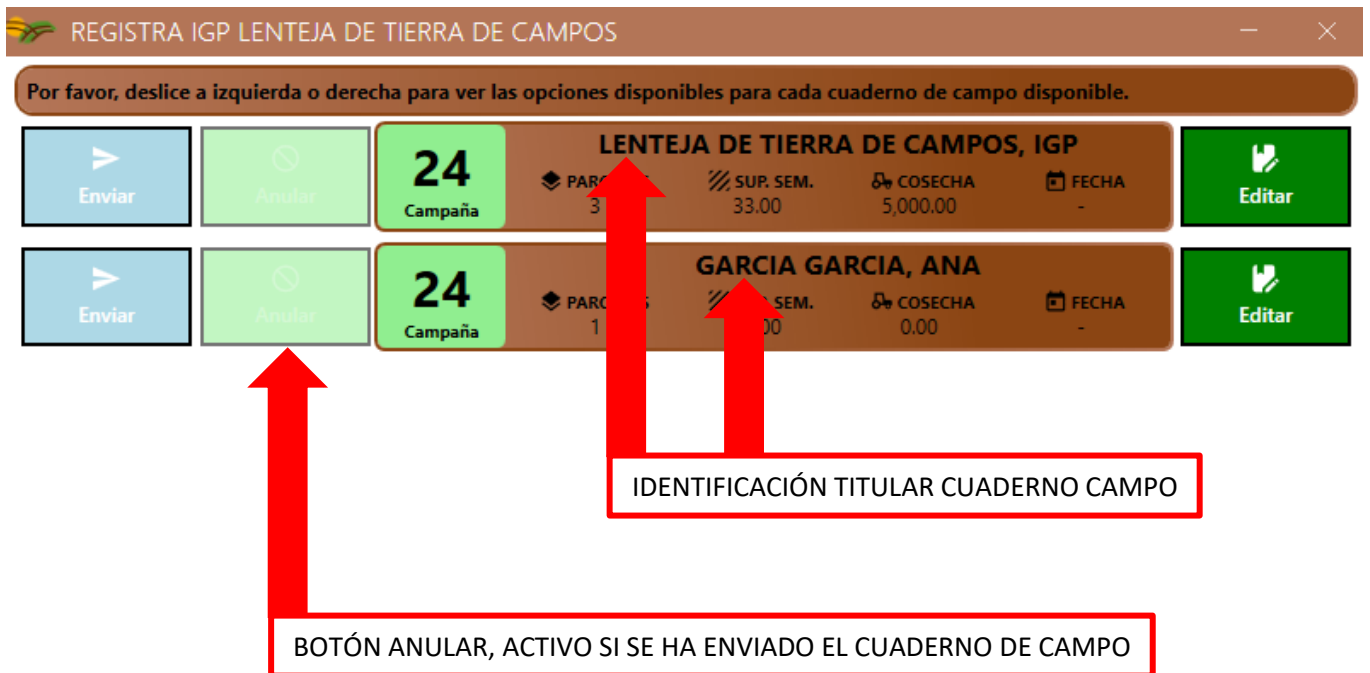 REGISTRA IGP LENTEJA DE TIERRA DE CAMPOS
Por favor, deslice a izquierda o derecha para ver las opciones disponibles para cada cuaderno de campo disponible.
Enviar
Anular
24
Campaña
LENTEJA DE TIERRA DE CAMPOS, IGP
SUP. SEM. COSECHA FECHA
3 33.00 5,000.00 -
Editar
Enviar
Anular
24
Campaña
GARCIA GARCIA, ANA
SEM. COSECHA FECHA
1 0.00 -
Editar
IDENTIFICACIÓN TITULAR CUADERNO CAMPO
BOTÓN ANULAR, ACTIVO SI SE HA ENVIADO EL CUADERNO DE CAMPO